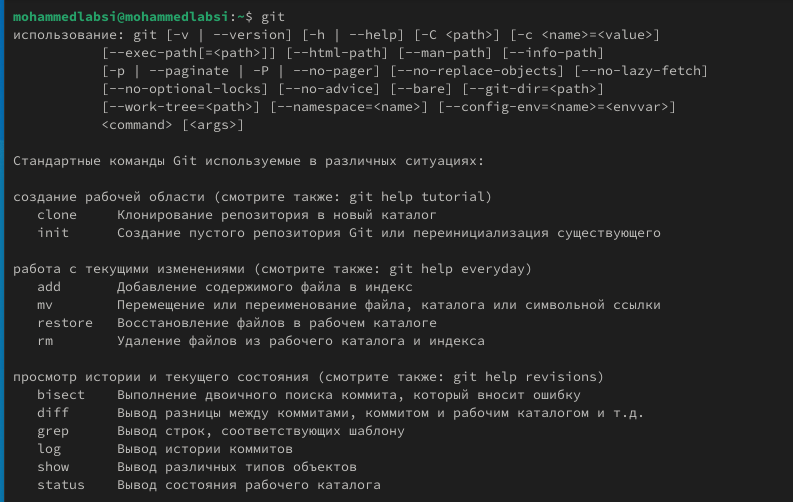 mohammedlabsi@mohammedlabsi:~$ git
использование: git [-v | --version] [-h | --help] [-C <path>] [-c <name>=<value>]
           [--exec-path[=<path>]] [--html-path] [--man-path] [--info-path]
           [-p | --paginate | -P | --no-pager] [--no-replace-objects] [--no-lazy-fetch]
           [--no-optional-locks] [--no-advice] [--bare] [--git-dir=<path>]
           [--work-tree=<path>] [--namespace=<name>] [--config-env=<name>=<envvar>]
           <command> [<args>]

Стандартные команды Git используемые в различных ситуациях:

создание рабочей области (смотрите также: git help tutorial)
   clone     Клонирование репозитория в новый каталог
   init      Создание пустого репозитория Git или переинициализация существующего

работа с текущими изменениями (смотрите также: git help everyday)
   add       Добавление содержимого файла в индекс
   mv        Перемещение или переименование файла, каталога или символьной ссылки
   restore   Восстановление файлов в рабочем каталоге
   rm        Удаление файлов из рабочего каталога и индекса

просмотр истории и текущего состояния (смотрите также: git help revisions)
   bisect    Выполнение двоичного поиска коммита, который вносит ошибку
   diff      Вывод разницы между коммитами, коммитом и рабочим каталогом и т.д.
   grep      Вывод строк, соответствующих шаблону
   log       Вывод истории коммитов
   show      Вывод различных типов объектов
   status    Вывод состояния рабочего каталога